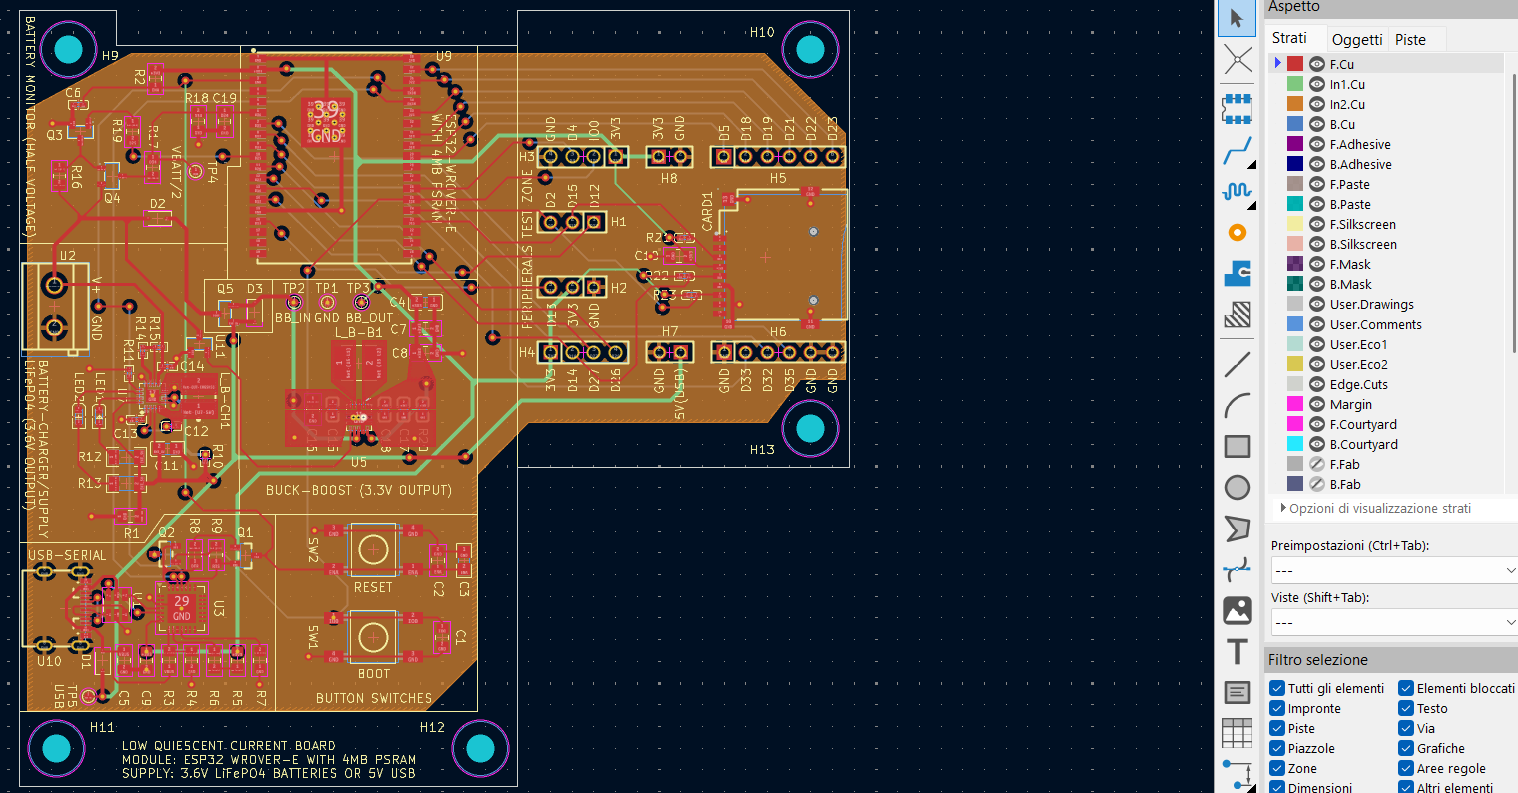 H9
H10
BATTERY MONITOR (HALF VOLTAGE)
R2
U9
C6
R18 C19
Q3
R19
R17
39
GND
ESP32-WROVER-E
WITH 4MB PSRAM
VBATT/2
TP4
R16
Q4
D2
GND
D4
IO0
3V3
3V3
GND
D5
D18
D19
D21
D22
D23
H3
H8
H5
PERIPHERALS TEST ZONE
D2
D15
D12
H1
CARD1
R21
C10
R22
R23
U2
V+
GND
Q5
D3
TP2
TP1
TP3
BB_IN
GND
BB_OUT
C4
L_B-B1
C7
C8
H2
D13
3V3
GND
H7
H6
H4
3V3
D14
D27
D26
GND
5V(USB)
GND
D33
D32
D35
GND
GND
R14
R15
R11
U11
C14
LED2
LED1
L_B-CH1
C13
C12
C11
R10
R12
R13
R1
BATTERY-CHARGER/SUPPLY
LiFePO4 (3.6V OUTPUT)
U5
H13
BUCK-BOOST (3.3V OUTPUT)
USB-SERIAL
Q2
R8
R9
Q1
SW2
RESET
C2
C3
29
GND
U3
SW1
BOOT
C1
U10
D1
TP5
USB
C5
C9
R3
R4
R6
R5
R7
BUTTON SWITCHES
H11
H12
LOW QUIESCENT CURRENT BOARD
MODULE: ESP32 WROVER-E WITH 4MB PSRAM
SUPPLY: 3.6V LiFePO4 BATTERIES OR 5V USB
Aspetto
Strati Oggetti Piste
F.Cu
In1.Cu
In2.Cu
B.Cu
F.Adhesive
B.Adhesive
F.Paste
B.Paste
F.Silkscreen
B.Silkscreen
F.Mask
B.Mask
User.Drawings
User.Comments
User.Eco1
User.Eco2
Edge.Cuts
Margin
F.Courtyard
B.Courtyard
F.Fab
B.Fab
Opzioni di visualizzazione strati
Preimpostazioni (Ctrl+Tab):
---
Viste (Shift+Tab):
---
Filtro selezione
Tutti gli elementi Elementi bloccati
Impronte Testo
Piste Via
Piazzole Grafiche
Zone Aree regole
Dimensioni Altri elementi